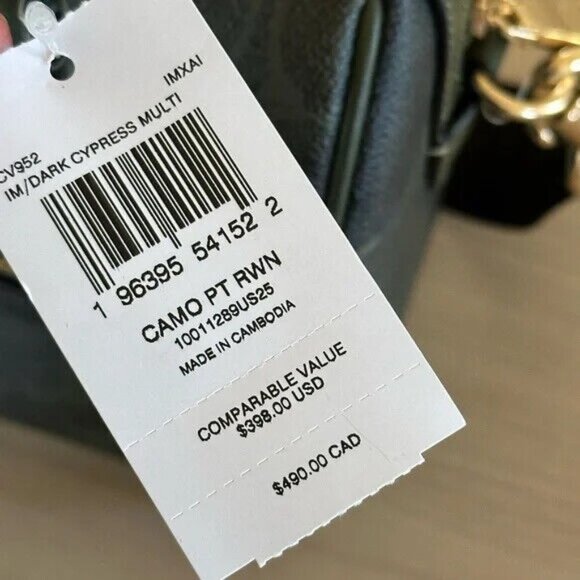 CV952
IMXAI
IM/DARK CYPRESS MULTI
1 96395 54152 2
CAMO PT RWN
10011289US25
MADE IN CAMBODIA
COMPARABLE VALUE
$398.00 USD
$490.00 CAD